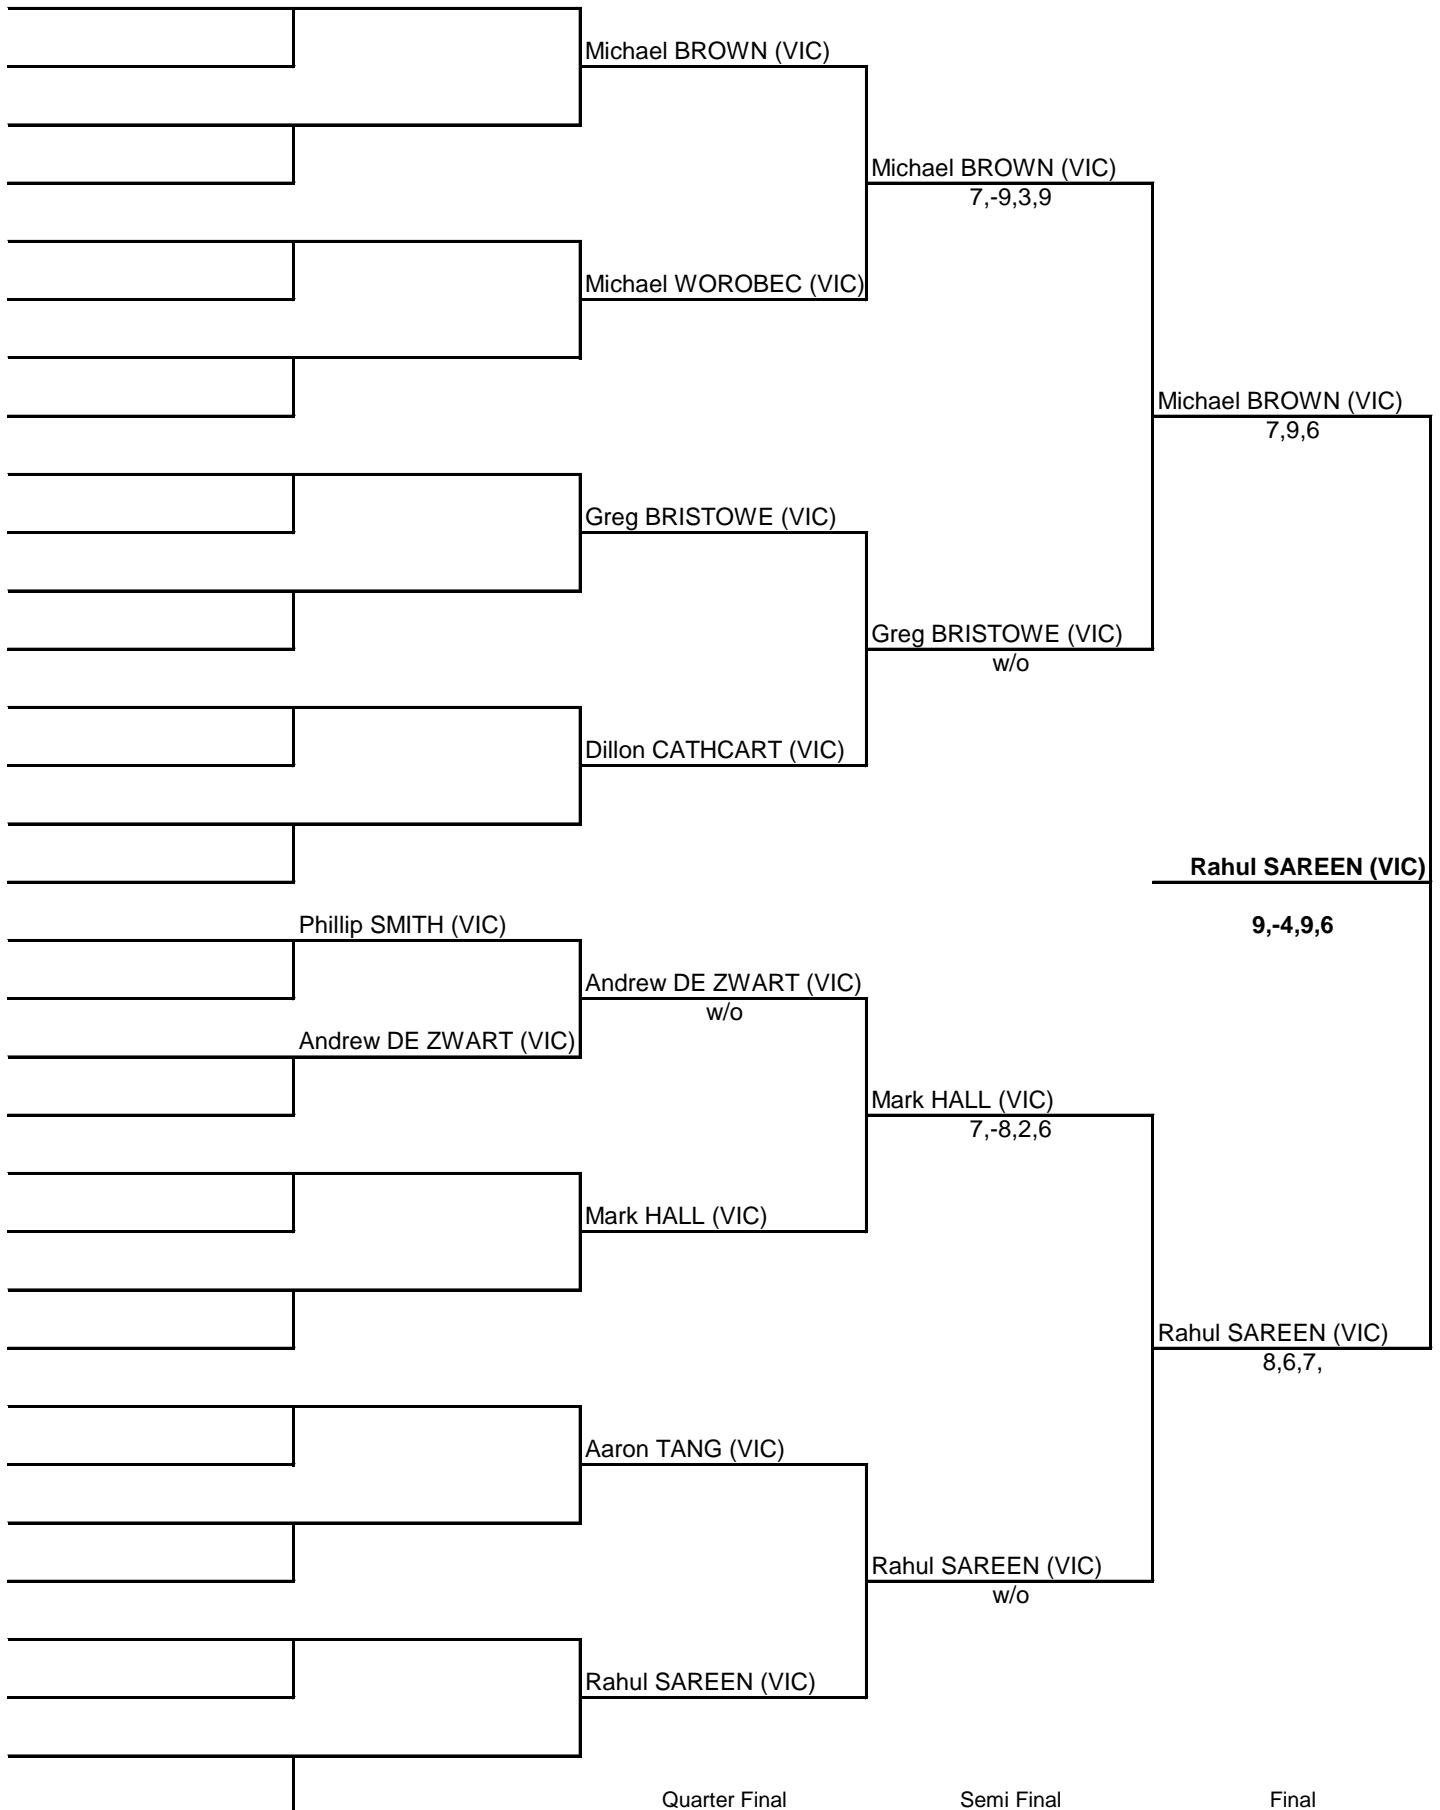 Michael BROWN (VIC)
Michael BROWN (VIC)
7,-9,3,9
Michael WOROBEC (VIC)
Michael BROWN (VIC)
7,9,6
Greg BRISTOWE (VIC)
Greg BRISTOWE (VIC)
w/o
Dillon CATHCART (VIC)
Rahul SAREEN (VIC)
Phillip SMITH (VIC)
9,-4,9,6
Andrew DE ZWART (VIC)
w/o
Andrew DE ZWART (VIC)
Mark HALL (VIC)
7,-8,2,6
Mark HALL (VIC)
Rahul SAREEN (VIC)
8,6,7,
Aaron TANG (VIC)
Rahul SAREEN (VIC)
w/o
Rahul SAREEN (VIC)
Quarter Final
Semi Final
Final